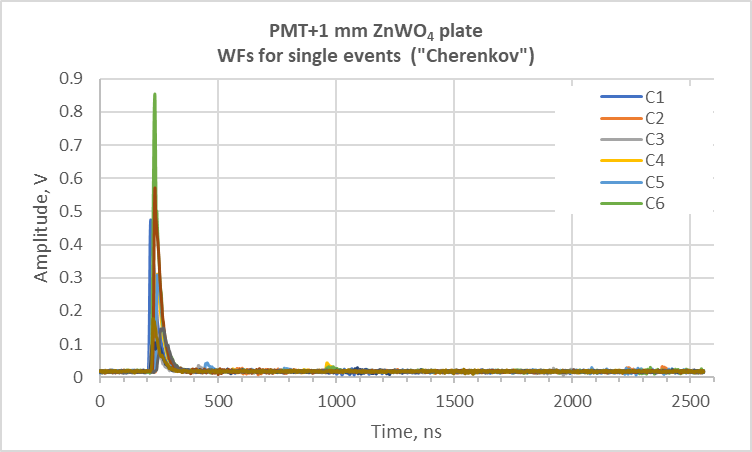 PMT+1 mm ZnWO₄ plate
WFs for single events ("Cherenkov")
0.9
0.8
0.7
0.6
0.5
0.4
0.3
0.2
0.1
0
Amplitude, V
C1
C2
C3
C4
C5
C6
0 500 1000 1500 2000 2500
Time, ns